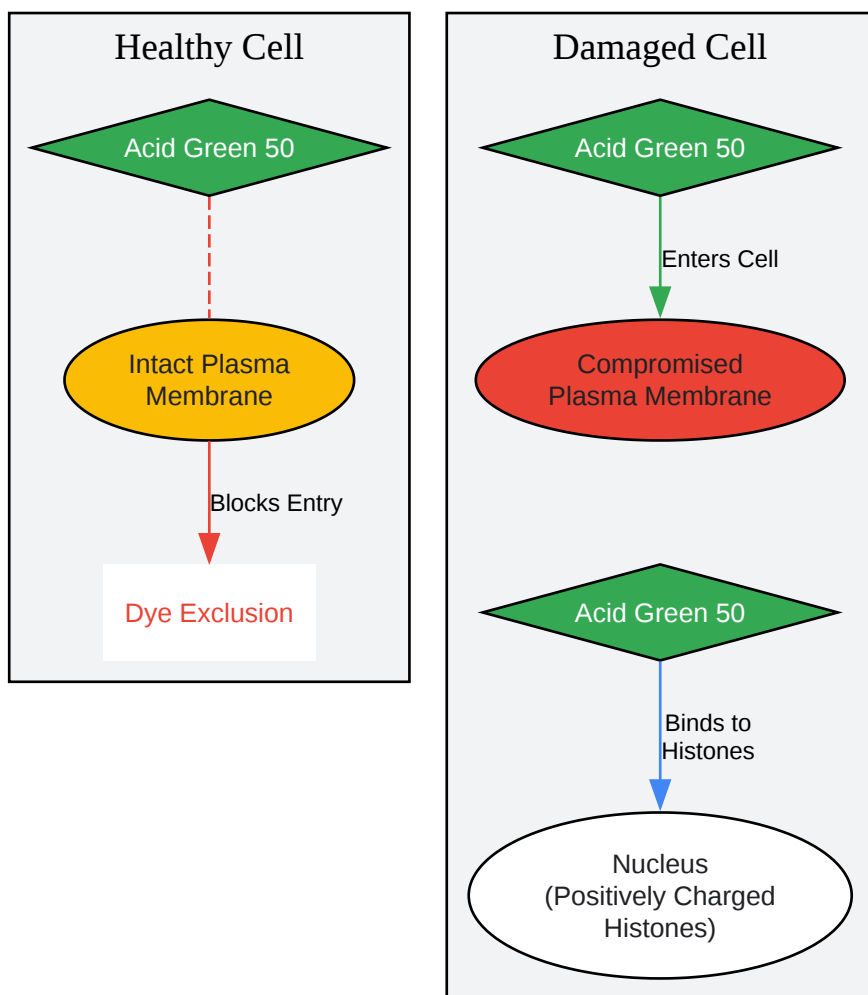 Healthy Cell
Acid Green 50
Intact Plasma
Membrane
Blocks Entry
Dye Exclusion
Damaged Cell
Acid Green 50
Enters Cell
Compromised
Plasma Membrane
Acid Green 50
Binds to
Histones
Nucleus
(Positively Charged
Histones)